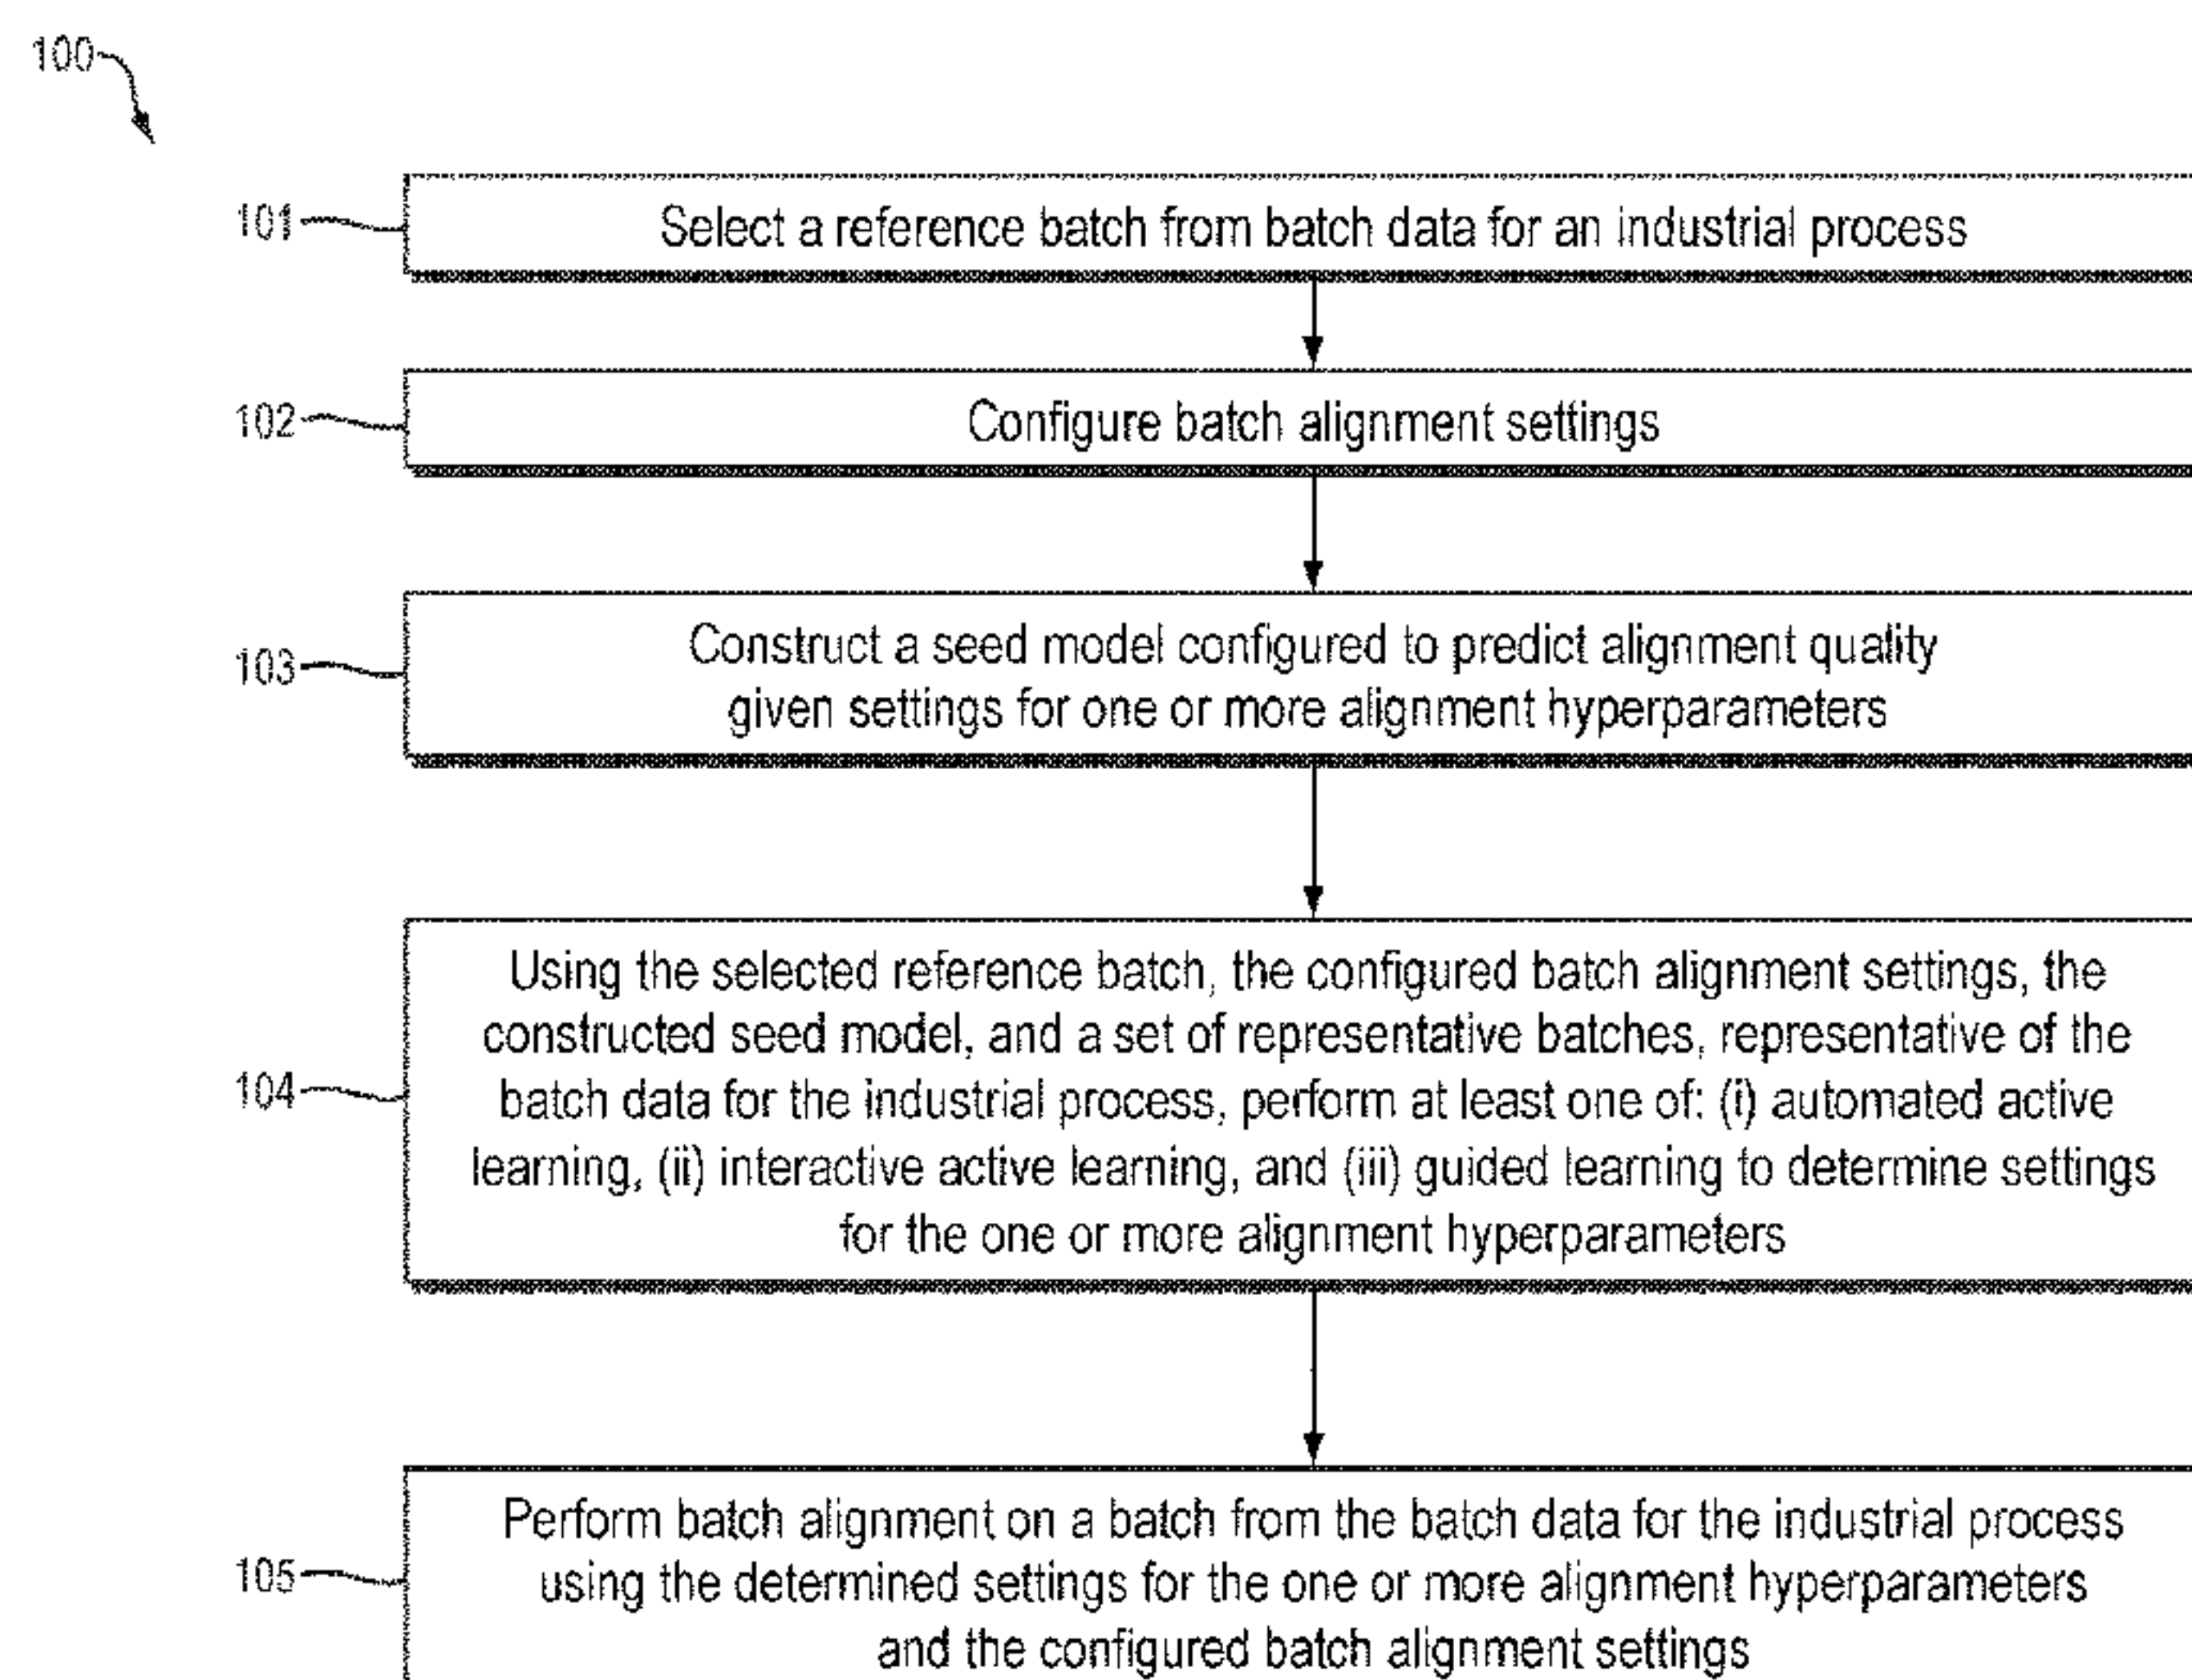 100
101
Select a reference batch from batch data for an industrial process
102
Configure batch alignment settings
103
Construct a seed model configured to predict alignment quality
given settings for one or more alignment hyperparameters
104
Using the selected reference batch, the configured batch alignment settings, the
constructed seed model, and a set of representative batches, representative of the
batch data for the industrial process, perform at least one of: (i) automated active
learning, (ii) interactive active learning, and (iii) guided learning to determine settings
for the one or more alignment hyperparameters
105
Perform batch alignment on a batch from the batch data for the industrial process
using the determined settings for the one or more alignment hyperparameters
and the configured batch alignment settings